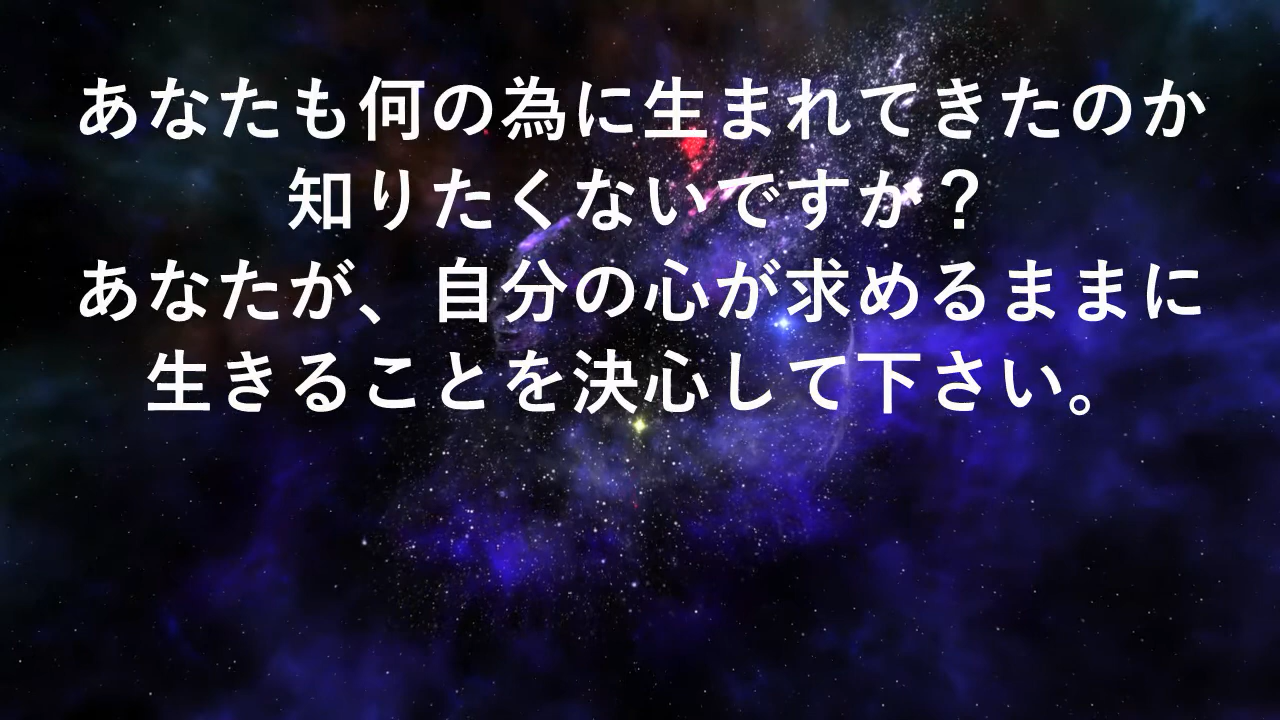 あなたも何の為に生まれてきたのか
知りたくないですか？
あなたが、自分の心が求めるままに
生きることを決心して下さい。